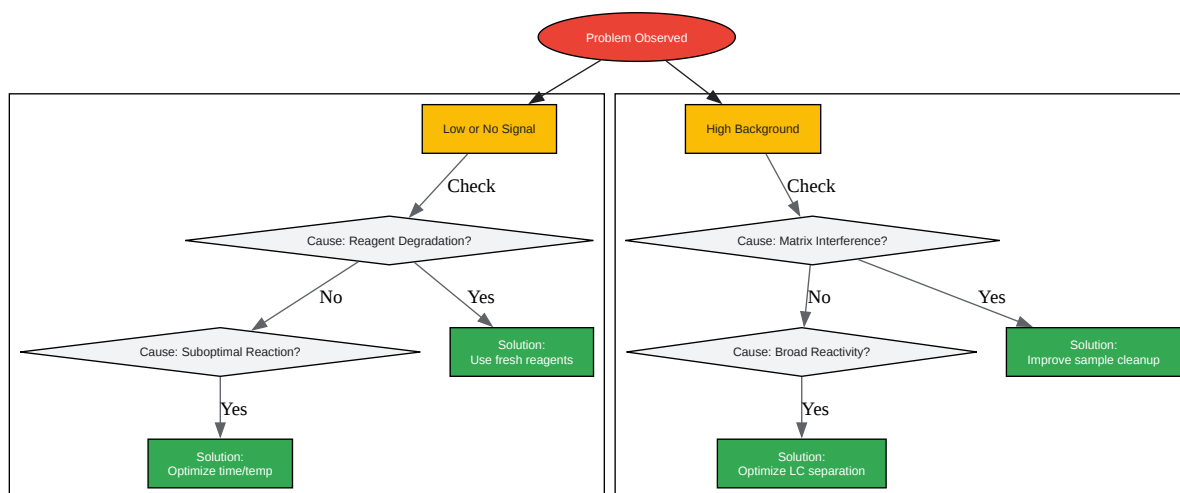 Problem Observed
Low or No Signal
High Background
Check
Check
Cause: Reagent Degradation?
Cause: Matrix Interference?
No
Yes
No
Yes
Cause: Suboptimal Reaction?
Solution:
Use fresh reagents
Cause: Broad Reactivity?
Solution:
Improve sample cleanup
Yes
Yes
Solution:
Optimize time/temp
Solution:
Optimize LC separation